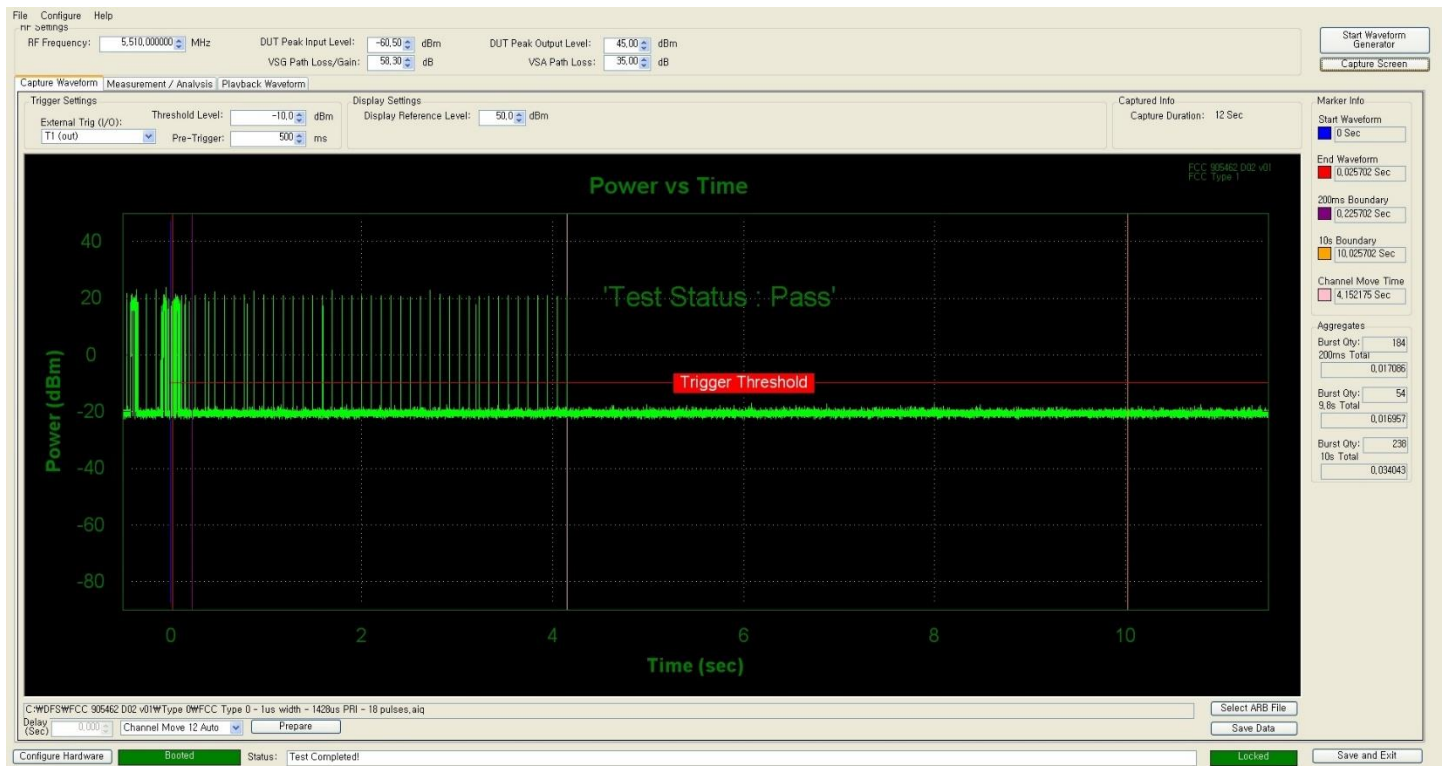 File Configure Help
RF Settings
RF Frequency: 5,510,000000 MHz DUT Peak Input Level: -60,50 dBm DUT Peak Output Level: 45,00 dBm
VSG Path Loss/Gain: 58,30 dB VSA Path Loss: 35,00 dB
Start Waveform
Generator
Capture Screen
Capture Waveform Measurement / Analysis Playback Waveform
Trigger Settings
External Trig (I/O): Threshold Level: -10,0 dBm
T1 (out) Pre-Trigger: 500 ms
Display Settings
Display Reference Level: 50,0 dBm
Captured Info
Capture Duration: 12 Sec
Marker Info
Start Waveform
0 Sec
End Waveform
0,025702 Sec
200ms Boundary
0,225702 Sec
10s Boundary
10,025702 Sec
Channel Move Time
4,152175 Sec
Aggregates
Burst Qty: 184
200ms Total
0,017086
Burst Qty: 54
9,8s Total
0,016957
Burst Qty: 238
10s Total
0,034043
FCC 905462 D02 v01
FCC Type 1
Power vs Time
'Test Status : Pass'
Trigger Threshold
Power (dBm)
40
20
0
-20
-40
-60
-80
0 2 4 6 8 10
Time (sec)
C:₩DFS₩FCC 905462 D02 v01₩Type 0₩FCC Type 0 - 1us width - 1428us PRI - 18 pulses,aiq
Select ARB File
Delay
(Sec) 0,000 Channel Move 12 Auto Prepare
Save Data
Configure Hardware Booted Status: Test Completed! Locked Save and Exit